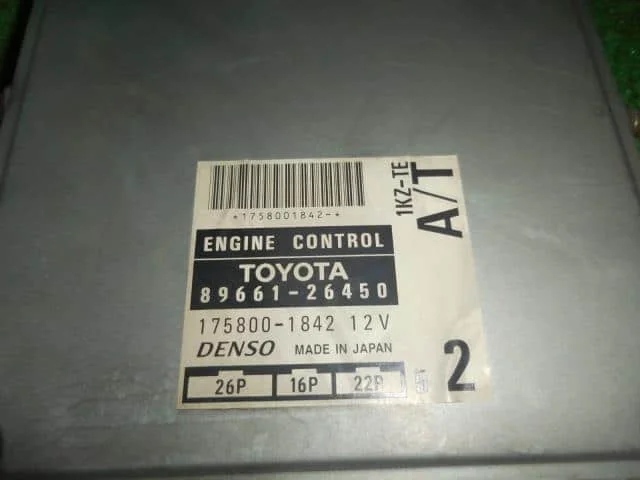 *1758001842-*
ENGINE CONTROL
TOYOTA
89661-26450
175800-1842 12V
DENSO MADE IN JAPAN
26P 16P 22P
1KZ-TE
A/T
2